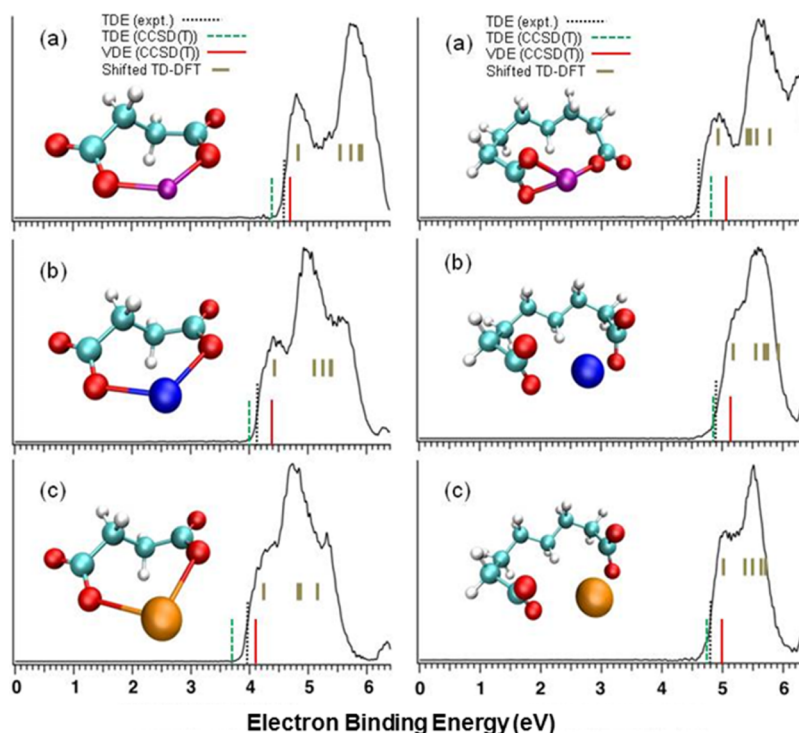 (a)
TDE (expt.)
TDE (CCSD(T))
VDE (CCSD(T))
Shifted TD-DFT
(b)
(c)
0 1 2 3 4 5 6
(a)
TDE (expt.)
TDE (CCSD(T))
VDE (CCSD(T))
Shifted TD-DFT
(b)
(c)
0 1 2 3 4 5 6
Electron Binding Energy (eV)